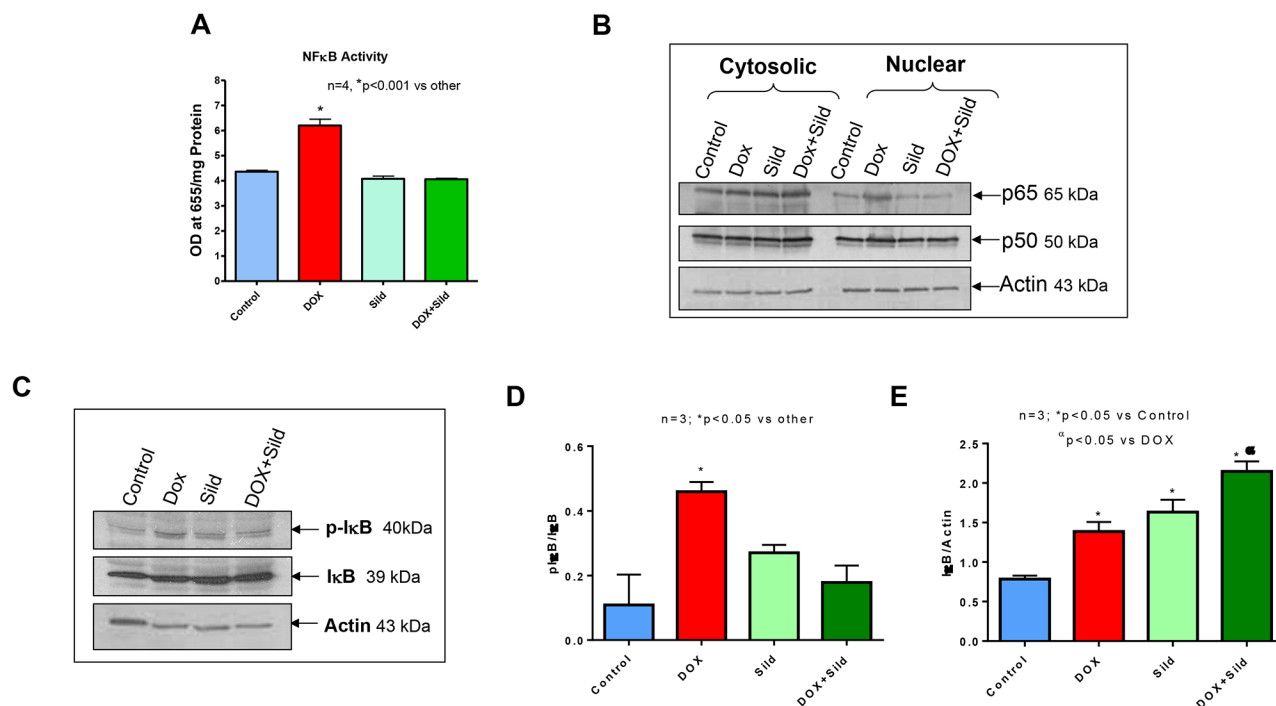 A
NFκB Activity
n=4, *p<0.001 vs other
OD at 655/mg Protein
8
7
6
5
4
3
2
1
0
*
Control
DOX
Sild
DOX+Sild
B
Cytosolic
Nuclear
Control
Dox
Sild
Dox+Sild
Control
Dox
Sild
DOX+Sild
p65 65 kDa
p50 50 kDa
Actin 43 kDa
C
Control
Dox
Sild
DOX+Sild
p-IκB 40kDa
IκB 39 kDa
Actin 43 kDa
D
n=3; *p<0.05 vs other
pIκB/IκB
0.6
0.4
0.2
0.0
*
Control
DOX
Sild
DOX+Sild
E
n=3; *p<0.05 vs Control
αp<0.05 vs DOX
IκB/Actin
2.5
2.0
1.5
1.0
0.5
0.0
*
*
* α
Control
DOX
Sild
DOX+Sild